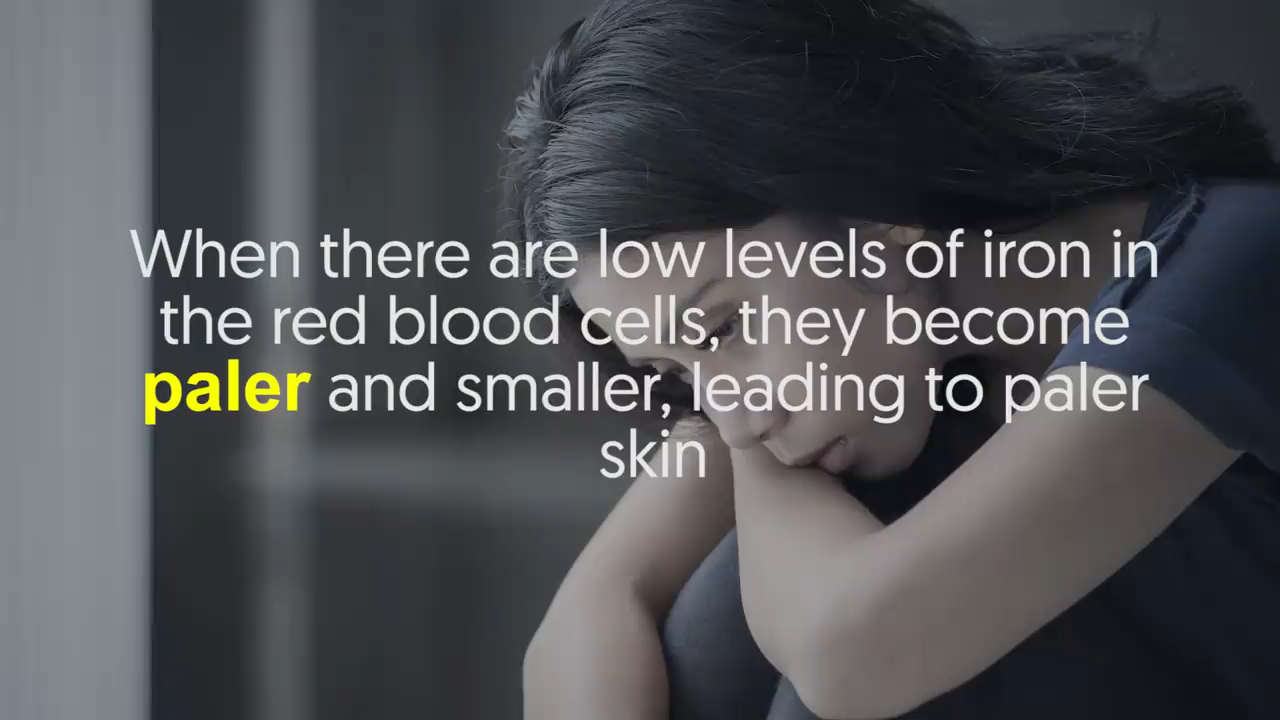 When there are low levels of iron in
the red blood cells, they become
paler and smaller, leading to paler
skin